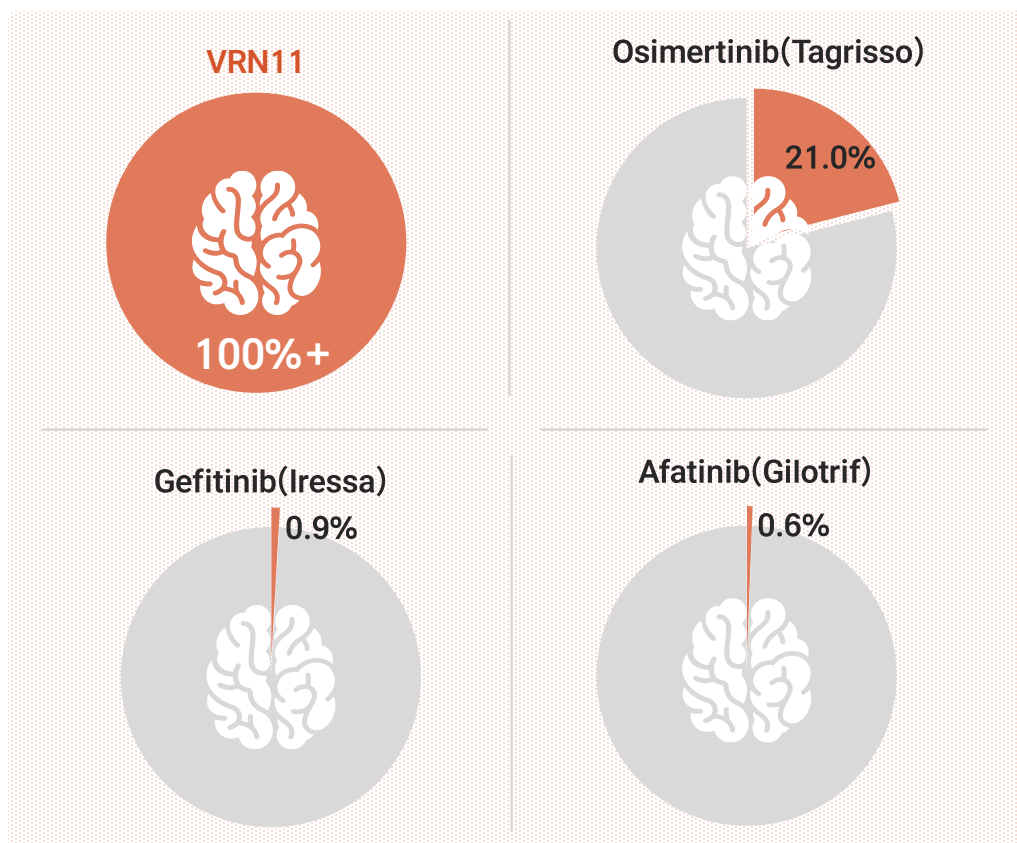 VRN11
100%+
Osimertinib(Tagrisso)
21.0%
Gefitinib(Iressa)
0.9%
Afatinib(Gilotrif)
0.6%